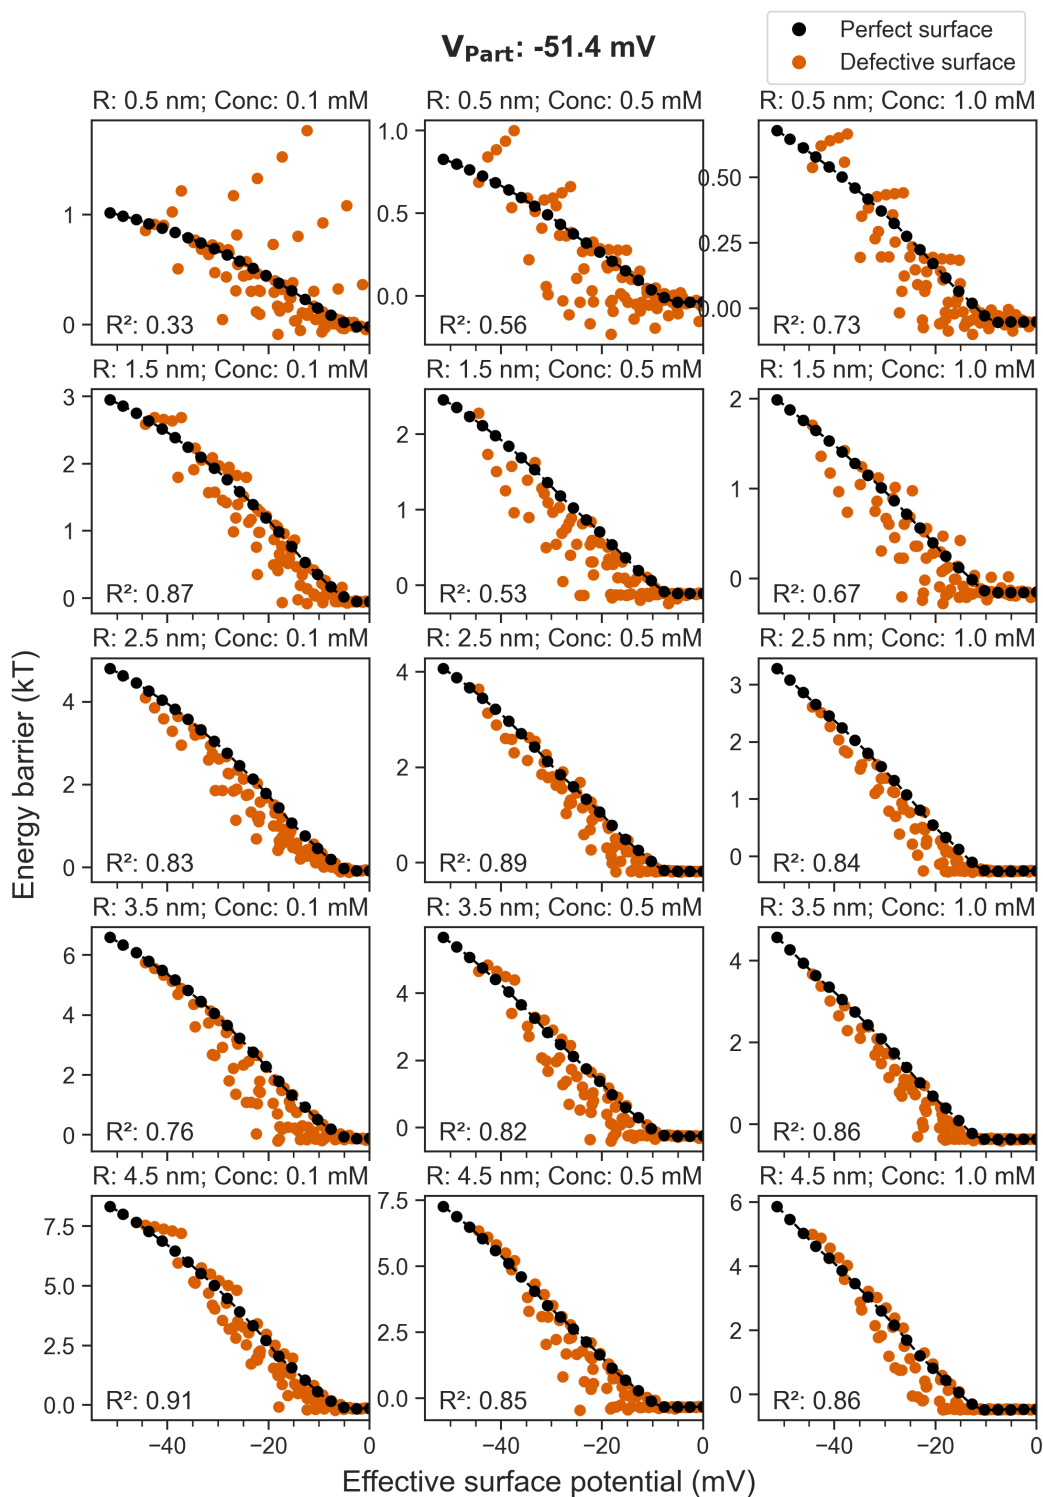 V_Part: -51.4 mV
Perfect surface
Defective surface
R: 0.5 nm; Conc: 0.1 mM
R: 0.5 nm; Conc: 0.5 mM
R: 0.5 nm; Conc: 1.0 mM
1
0
R²: 0.33
1.0
0.5
0.0
R²: 0.56
0.50
0.25
0.00
R²: 0.73
R: 1.5 nm; Conc: 0.1 mM
R: 1.5 nm; Conc: 0.5 mM
R: 1.5 nm; Conc: 1.0 mM
3
2
1
0
R²: 0.87
2
1
0
R²: 0.53
2
1
0
R²: 0.67
R: 2.5 nm; Conc: 0.1 mM
R: 2.5 nm; Conc: 0.5 mM
R: 2.5 nm; Conc: 1.0 mM
4
2
0
R²: 0.83
4
2
0
R²: 0.89
3
2
1
0
R²: 0.84
R: 3.5 nm; Conc: 0.1 mM
R: 3.5 nm; Conc: 0.5 mM
R: 3.5 nm; Conc: 1.0 mM
6
4
2
0
R²: 0.76
4
2
0
R²: 0.82
4
2
0
R²: 0.86
R: 4.5 nm; Conc: 0.1 mM
R: 4.5 nm; Conc: 0.5 mM
R: 4.5 nm; Conc: 1.0 mM
7.5
5.0
2.5
0.0
R²: 0.91
7.5
5.0
2.5
0.0
R²: 0.85
6
4
2
0
R²: 0.86
−40
−20
0
−40
−20
0
−40
−20
0
Energy barrier (kT)
Effective surface potential (mV)